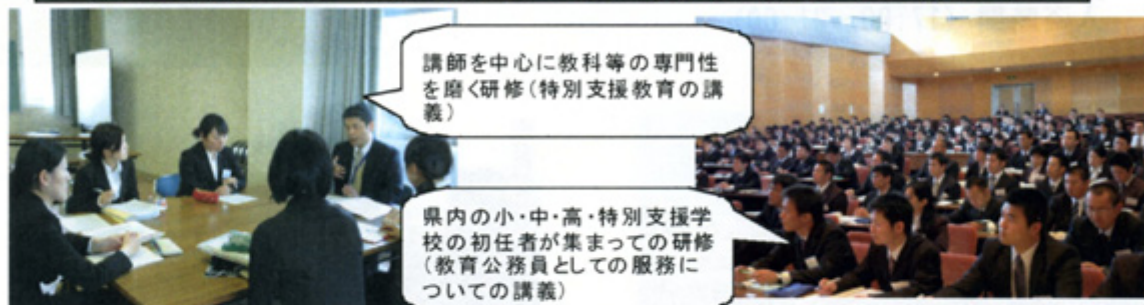 講師を中心に教科等の専門性
を磨く研修(特別支援教育の講
義)
県内の小・中・高・特別支援学
校の初任者が集まっての研修
(教育公務員としての服務に
ついての講義)